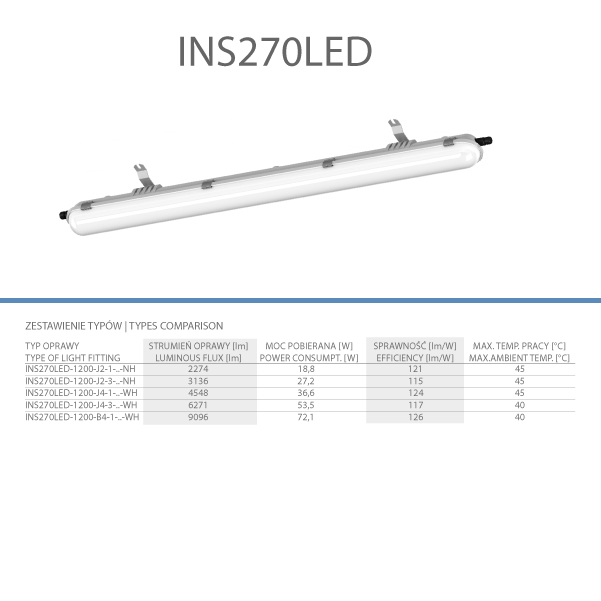 INS270LED
ZESTAWIENIE TYPÓW | TYPES COMPARISON
TYP OPRAWY STRUMIEŃ OPRAWY [lm] MOC POBIERANA [W] SPRAWNOŚĆ [lm/W] MAX. TEMP. PRACY [°C]
TYPE OF LIGHT FITTING LUMINOUS FLUX [lm] POWER CONSUMPT. [W] EFFICIENCY [lm/W] MAX.AMBIENT TEMP. [°C]
INS270LED-1200-J2-1-..-NH 2274 18,8 121 45
INS270LED-1200-J2-3-..-NH 3136 27,2 115 45
INS270LED-1200-J4-1-..-WH 4548 36,6 124 45
INS270LED-1200-J4-3-..-WH 6271 53,5 117 40
INS270LED-1200-B4-1-..-WH 9096 72,1 126 40